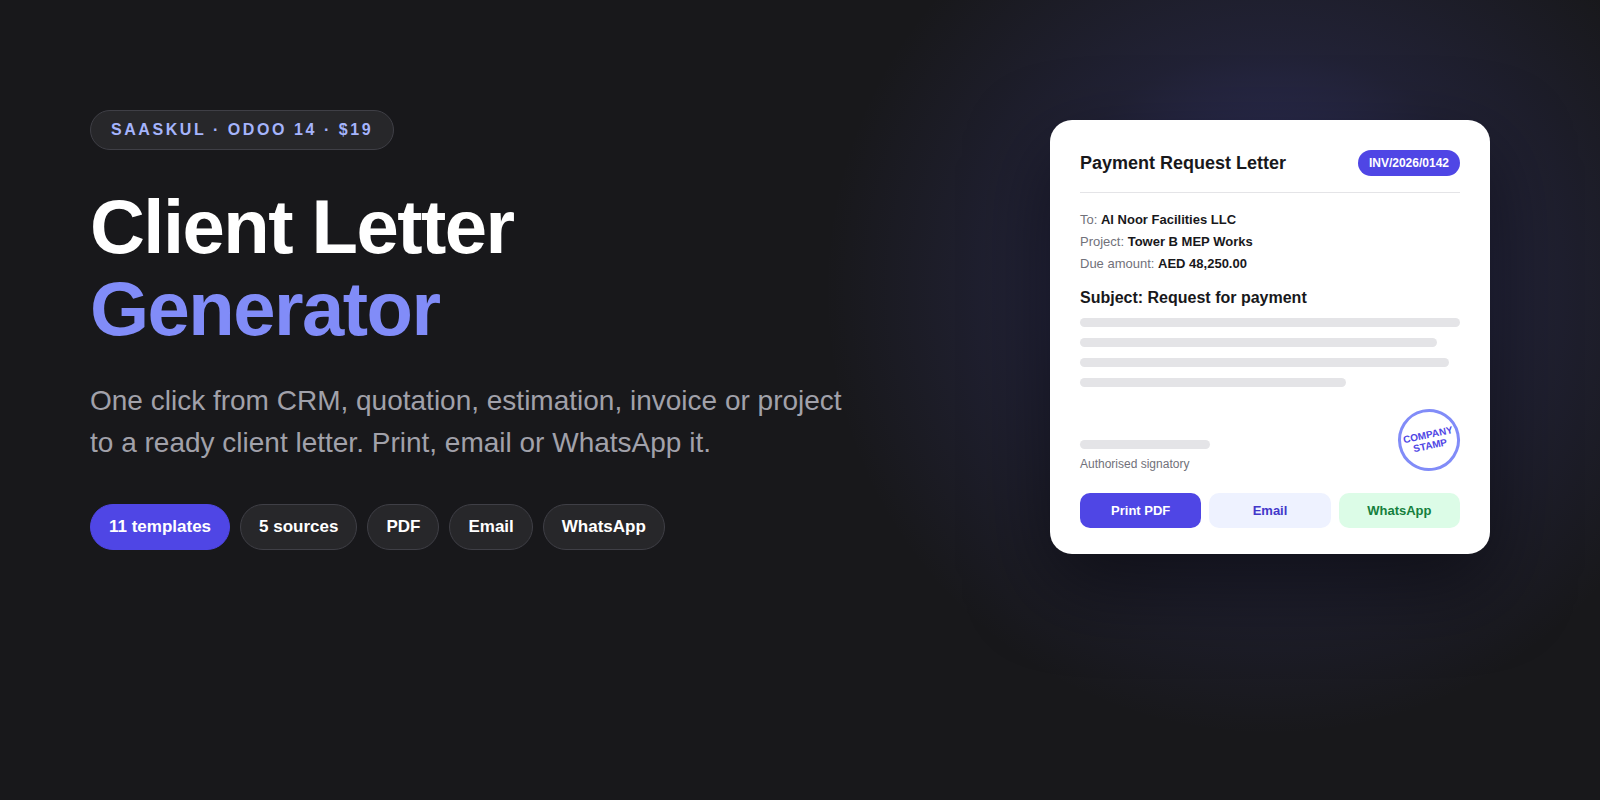 SAASKUL · ODOO 14 · $19
Client Letter
Generator
One click from CRM, quotation, estimation, invoice or project
to a ready client letter. Print, email or WhatsApp it.
11 templates
5 sources
PDF
Email
WhatsApp
Payment Request Letter
INV/2026/0142
To: Al Noor Facilities LLC
Project: Tower B MEP Works
Due amount: AED 48,250.00
Subject: Request for payment
COMPANY
STAMP
Authorised signatory
Print PDF
Email
WhatsApp